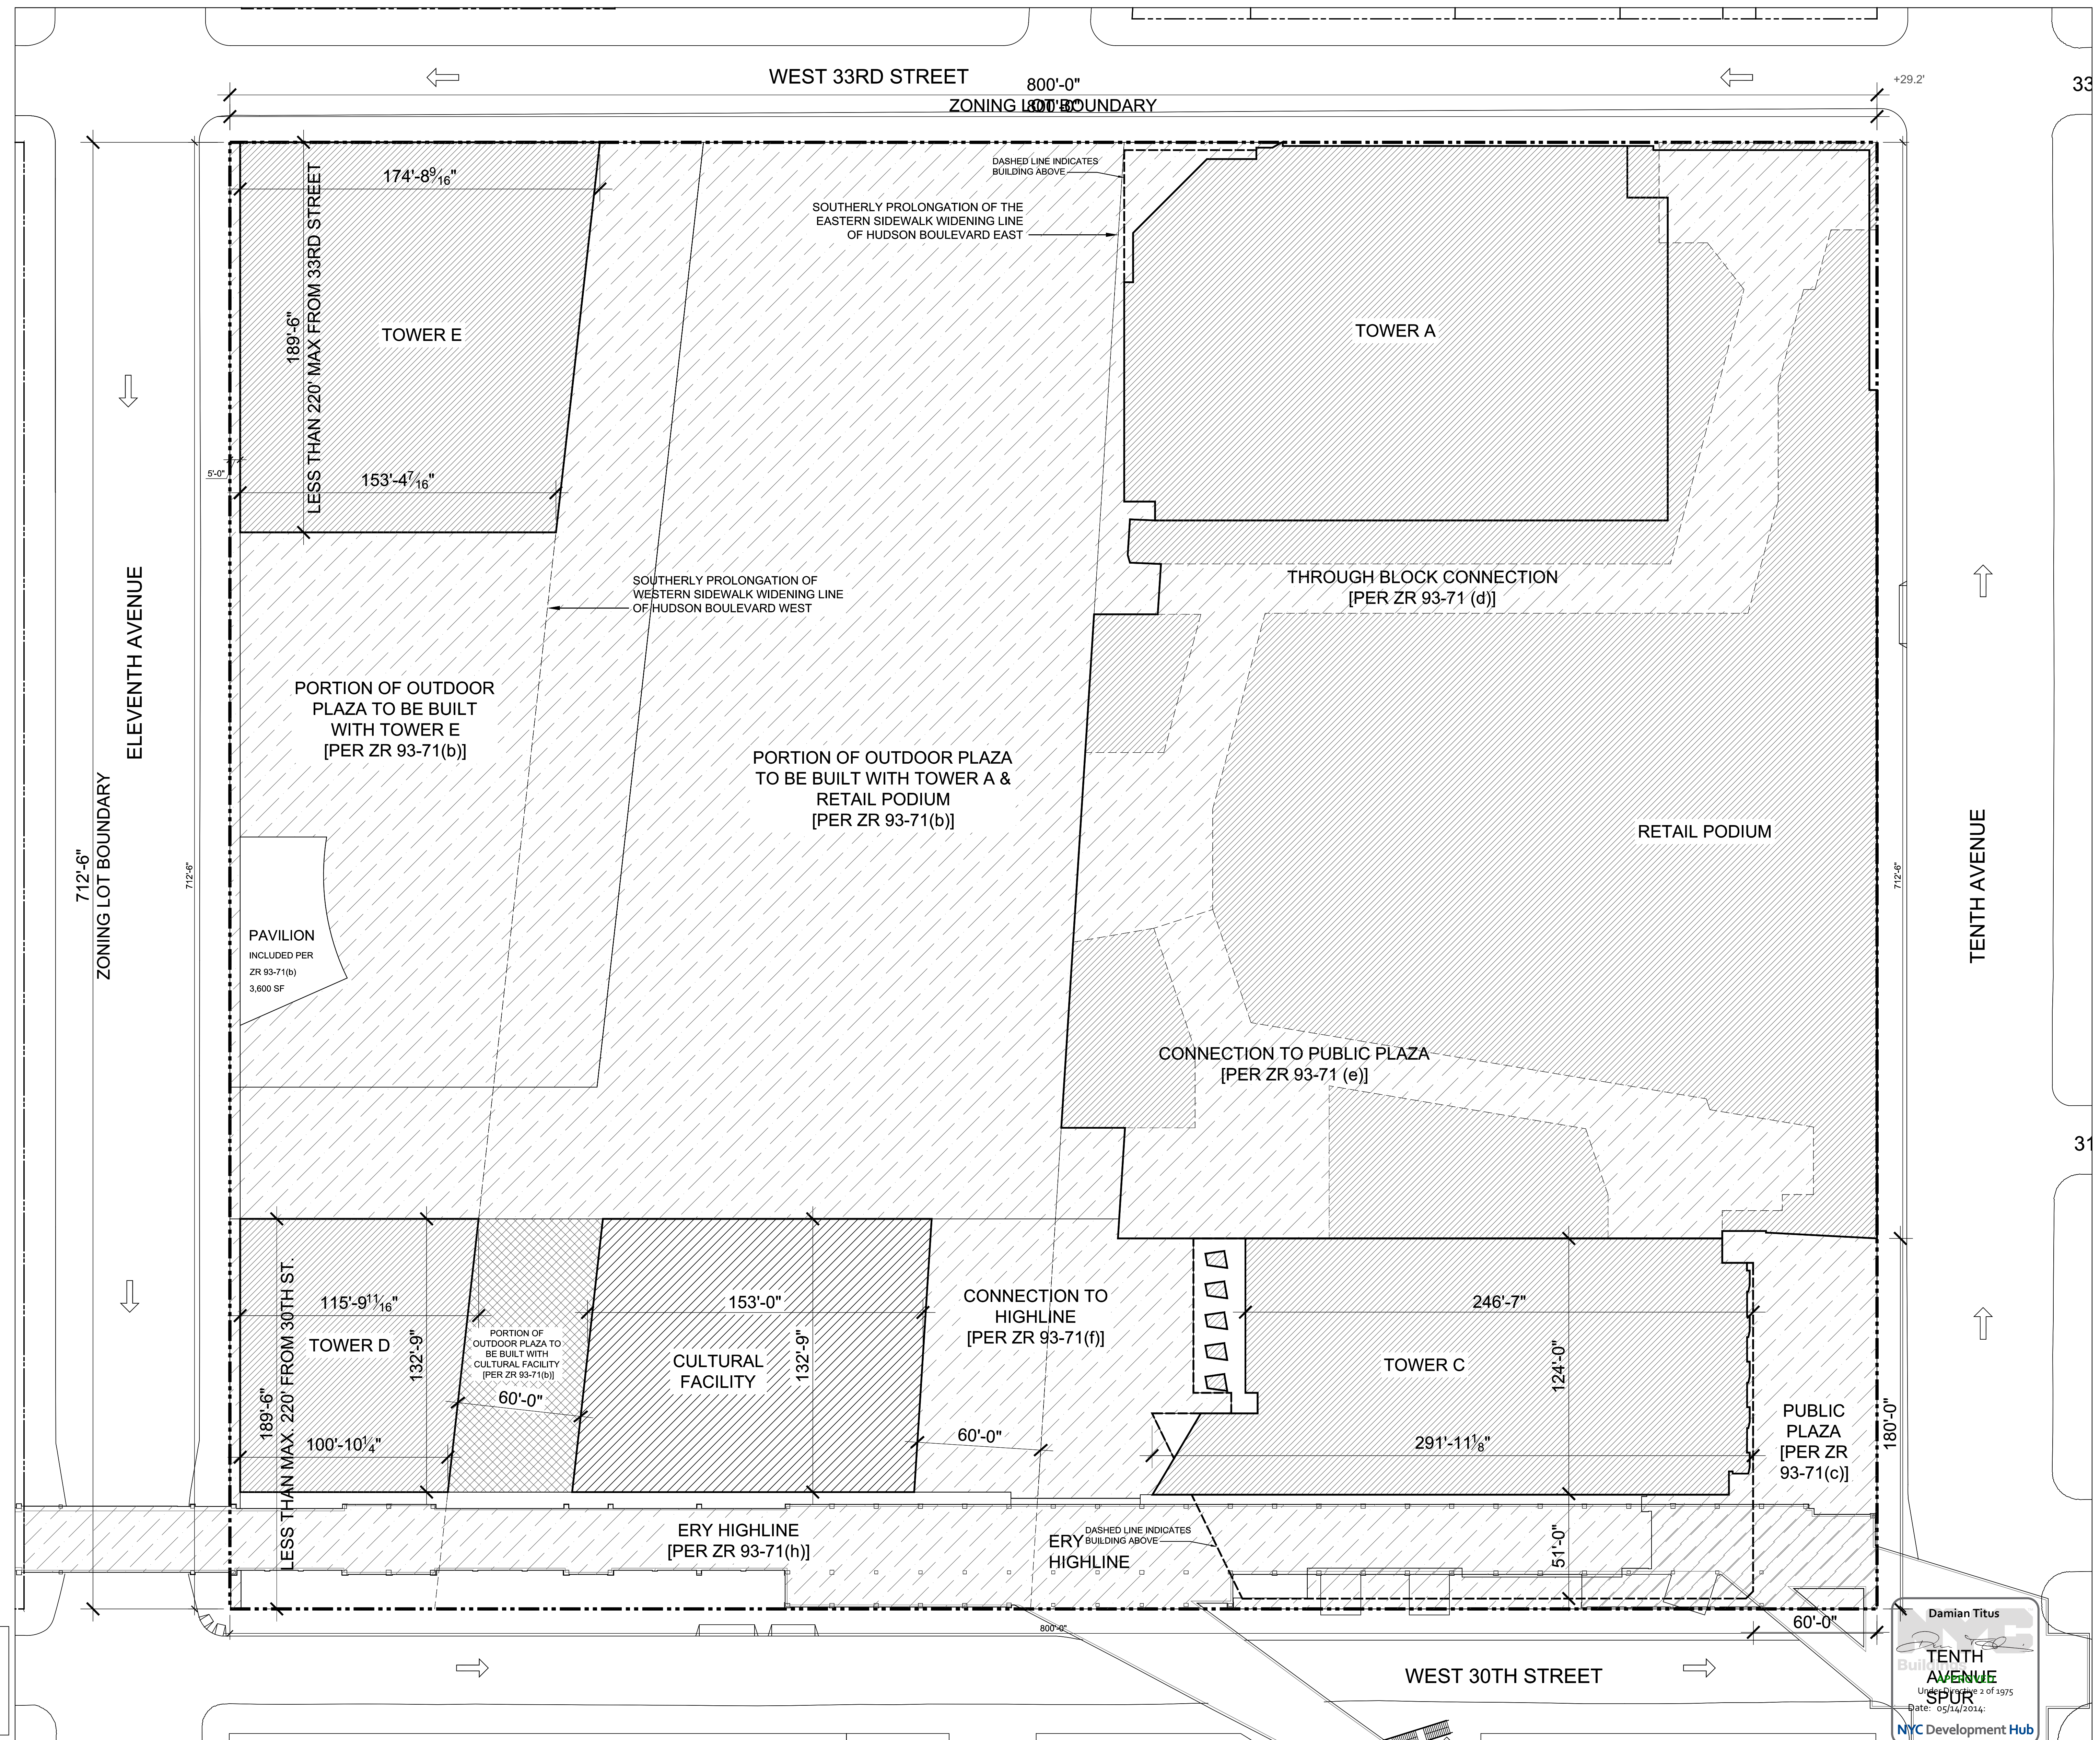 WEST 33RD STREET
800'-0"
800'-0"
ZONING LOT BOUNDARY
+29.2'
33
174'-8 9/16"
189'-6"
LESS THAN 220' MAX FROM 33RD STREET
TOWER E
153'-4 7/16"
5'-0"
DASHED LINE INDICATES
BUILDING ABOVE
SOUTHERLY PROLONGATION OF THE
EASTERN SIDEWALK WIDENING LINE
OF HUDSON BOULEVARD EAST
TOWER A
SOUTHERLY PROLONGATION OF
WESTERN SIDEWALK WIDENING LINE
OF HUDSON BOULEVARD WEST
THROUGH BLOCK CONNECTION
[PER ZR 93-71 (d)]
ELEVENTH AVENUE
712'-6"
ZONING LOT BOUNDARY
712'-6"
PORTION OF OUTDOOR
PLAZA TO BE BUILT
WITH TOWER E
[PER ZR 93-71(b)]
PORTION OF OUTDOOR PLAZA
TO BE BUILT WITH TOWER A &
RETAIL PODIUM
[PER ZR 93-71(b)]
RETAIL PODIUM
712'-6"
TENTH AVENUE
PAVILION
INCLUDED PER
ZR 93-71(b)
3,600 SF
CONNECTION TO PUBLIC PLAZA
[PER ZR 93-71 (e)]
31
115'-9 11/16"
TOWER D
132'-9"
189'-6"
LESS THAN MAX. 220' FROM 30TH ST.
100'-10 1/4"
PORTION OF
OUTDOOR PLAZA TO
BE BUILT WITH
CULTURAL FACILITY
[PER ZR 93-71(b)]
60'-0"
153'-0"
CULTURAL
FACILITY
132'-9"
CONNECTION TO
HIGHLINE
[PER ZR 93-71(f)]
60'-0"
246'-7"
TOWER C
124'-0"
291'-11 1/8"
PUBLIC
PLAZA
[PER ZR
93-71(c)]
180'-0"
ERY HIGHLINE
[PER ZR 93-71(h)]
ERY
HIGHLINE
DASHED LINE INDICATES
BUILDING ABOVE
51'-0"
800'-0"
60'-0"
WEST 30TH STREET
Damian Titus
NYC
Buildings
TENTH
AVENUE
SPUR
APPROVED
Under Directive 2 of 1975
Date: 05/14/2014:
NYC Development Hub